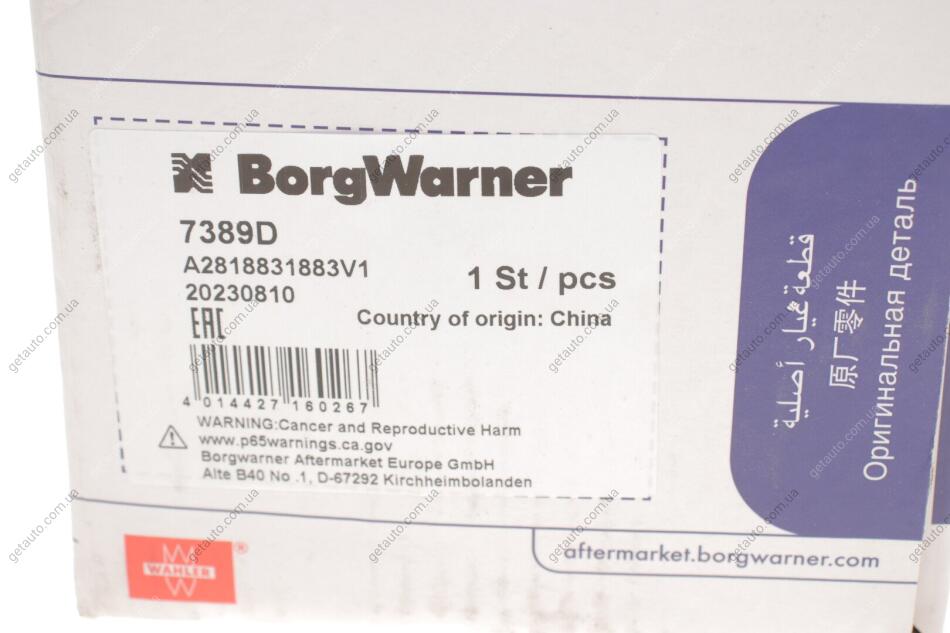 BorgWarner
7389D
A2818831883V1
20230810
1 St / pcs
EAC
Country of origin: China
4 014427 160267
WARNING:Cancer and Reproductive Harm
www.p65warnings.ca.gov
Borgwarner Aftermarket Europe GmbH
Alte B40 No .1, D-67292 Kirchheimbolanden
قطعة غيار أصلية
原厂零件
Оригинальная деталь
WAHLER
®
aftermarket.borgwarner.com
getauto.com.ua